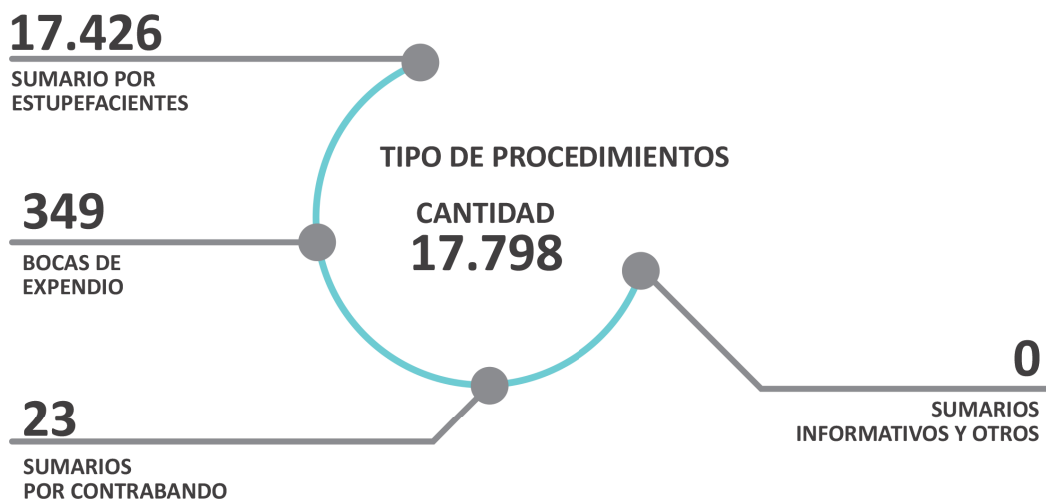 17.426
SUMARIO POR
ESTUPEFACIENTES
TIPO DE PROCEDIMIENTOS
CANTIDAD
17.798
349
BOCAS DE
EXPENDIO
23
SUMARIOS
POR CONTRABANDO
0
SUMARIOS
INFORMATIVOS Y OTROS